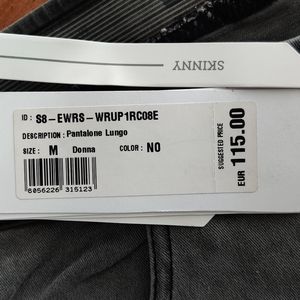 SKINNY
ID: S8-EWRS-WRUP1RC08E
DESCRIPTION: Pantalone Lungo
SIZE: M Donna COLOR: NO
8056226 315123
SUGGESTED PRICE
EUR 115.00